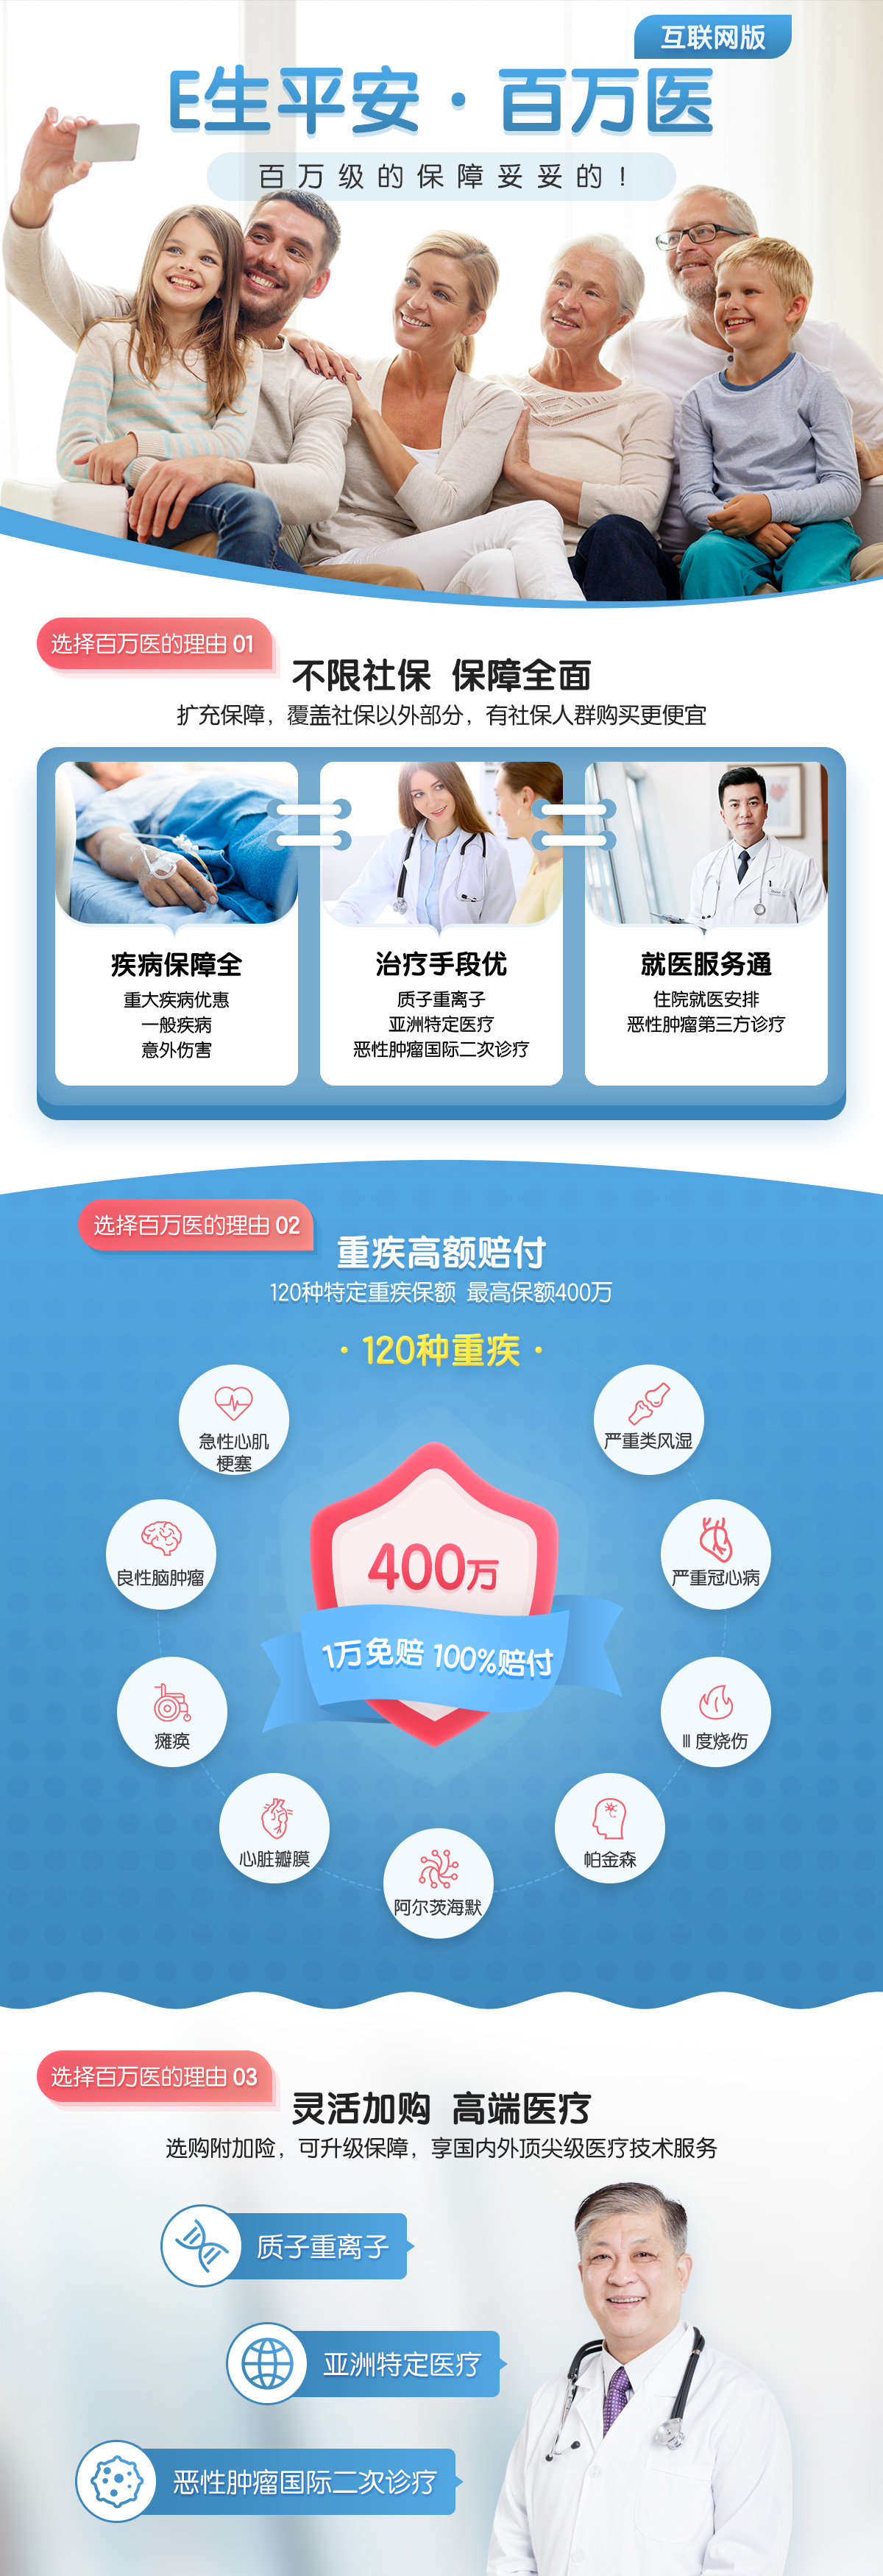 互联网版
E生平安·百万医
百万级的保障妥妥的!
选择百万医的理由 01
不限社保 保障全面
扩充保障，覆盖社保以外部分，有社保人群购买更便宜
疾病保障全
重大疾病优惠
一般疾病
意外伤害
治疗手段优
质子重离子
亚洲特定医疗
恶性肿瘤国际二次诊疗
就医服务通
住院就医安排
恶性肿瘤第三方诊疗
选择百万医的理由 02
重疾高额赔付
120种特定重疾保额 最高保额400万
·120种重疾·
急性心肌
梗塞
严重类风湿
良性脑肿瘤
严重冠心病
400万
1万免赔 100%赔付
瘫痪
III 度烧伤
心脏瓣膜
帕金森
阿尔茨海默
选择百万医的理由 03
灵活加购 高端医疗
选购附加险，可升级保障，享国内外顶尖级医疗技术服务
质子重离子
亚洲特定医疗
恶性肿瘤国际二次诊疗